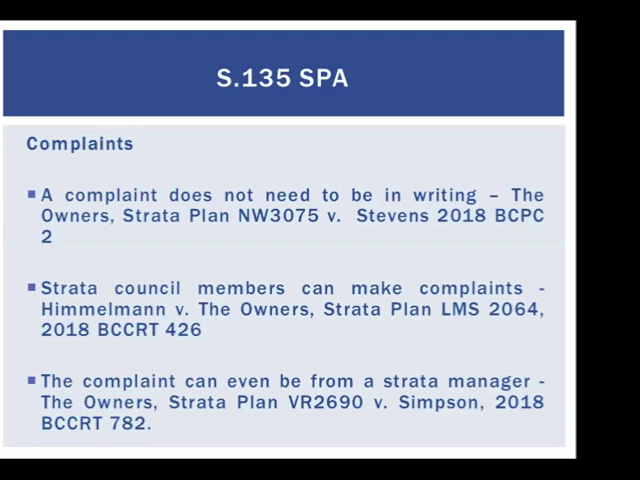 S.135 SPA
Complaints
A complaint does not need to be in writing – The
Owners, Strata Plan NW3075 v. Stevens 2018 BCPC
2
Strata council members can make complaints -
Himmelmann v. The Owners, Strata Plan LMS 2064,
2018 BCCRT 426
The complaint can even be from a strata manager -
The Owners, Strata Plan VR2690 v. Simpson, 2018
BCCRT 782.